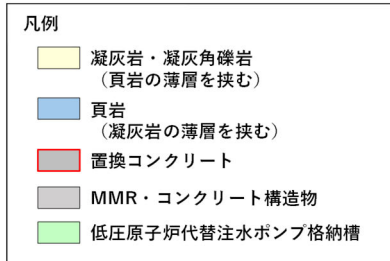 凡例
凝灰岩・凝灰角礫岩
（頁岩の薄層を挟む）
頁岩
（凝灰岩の薄層を挟む）
置換コンクリート
MMR・コンクリート構造物
低圧原子炉代替注水ポンプ格納槽